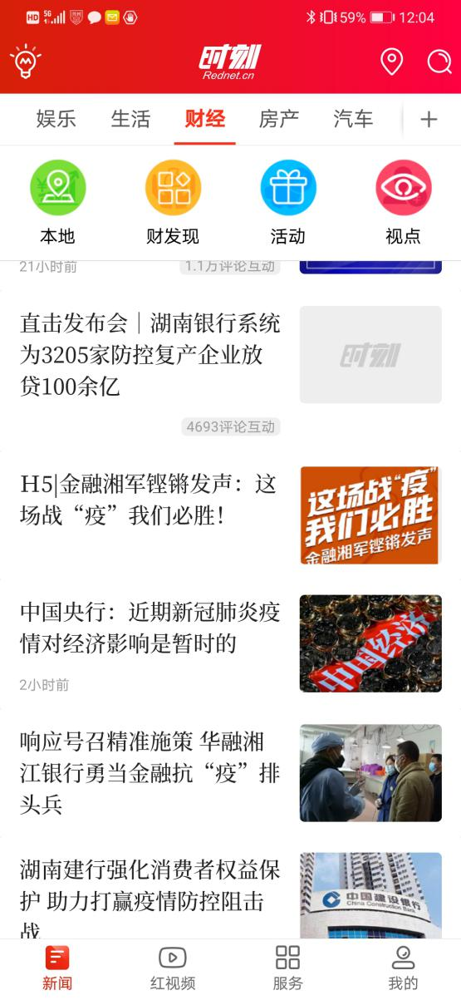 HD 5G 59% 12:04
时刻
Rednet.cn
娱乐 生活 财经 房产 汽车 +
本地 财发现 活动 视点
21小时前 1.1万评论互动
直击发布会｜湖南银行系统
为3205家防控复产企业放
贷100余亿
时刻
4693评论互动
H5|金融湘军铿锵发声：这
场战“疫”我们必胜！
这场战“疫”
我们必胜
金融湘军铿锵发声
中国央行：近期新冠肺炎疫
情对经济影响是暂时的
中国经济
2小时前
响应号召精准施策 华融湘
江银行勇当金融抗“疫”排
头兵
湖南建行强化消费者权益保
护 助力打赢疫情防控阻击
战
中国建设银行
China Construction Bank
新闻 红视频 服务 我的